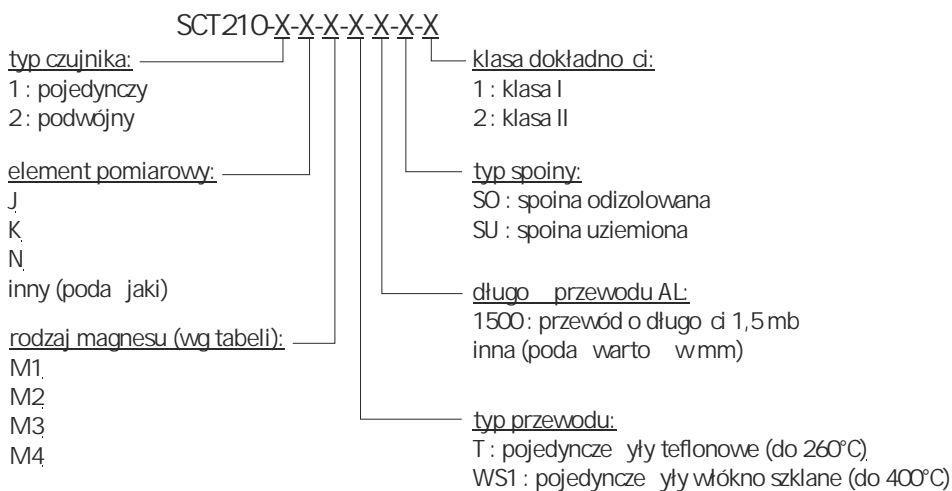 SCT210-X-X-X-X-X-X-X
typ czujnika:
1 : pojedynczy
2 : podwójny
element pomiarowy:
J
K
N
inny (poda jaki)
rodzaj magnesu (wg tabeli):
M1
M2
M3
M4
klasa dokładno ci:
1 : klasa I
2 : klasa II
typ spoiny:
SO : spoina odizolowana
SU : spoina uziemiona
długo przewodu AL:
1500 : przewód o długo ci 1,5 mb
inna (poda warto w mm)
typ przewodu:
T : pojedyncze yły teflonowe (do 260°C)
WS1 : pojedyncze yły włókno szklane (do 400°C)